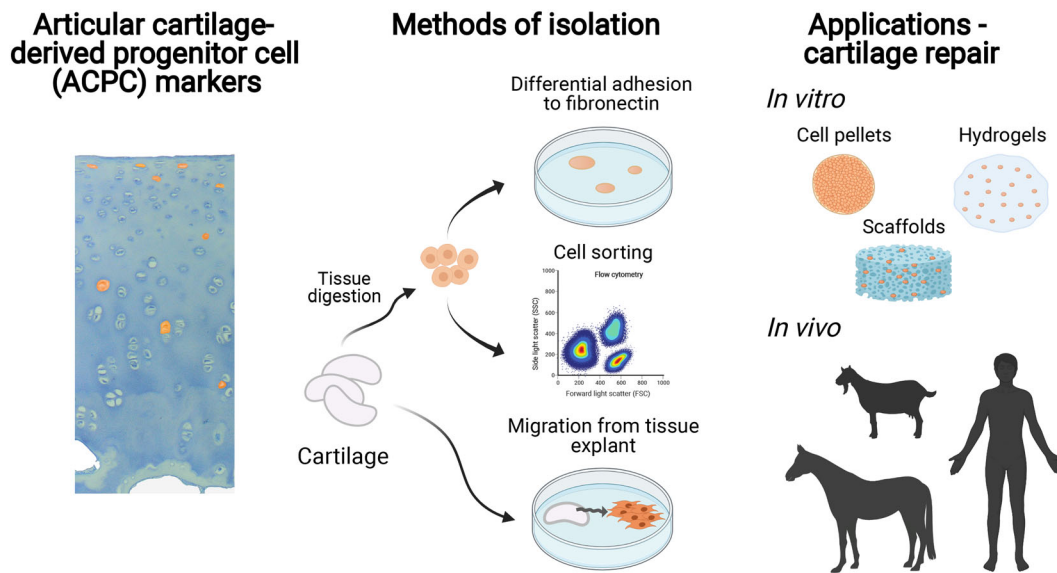 Articular cartilage-
derived progenitor cell
(ACPC) markers
Methods of isolation
Differential adhesion
to fibronectin
Tissue
digestion
Cartilage
Cell sorting
Flow cytometry
Side light scatter (SSC)
1000
800
600
400
200
0
0 200 400 600 800 1000
Forward light scatter (FSC)
Migration from tissue
explant
Applications -
cartilage repair
In vitro
Cell pellets
Hydrogels
Scaffolds
In vivo